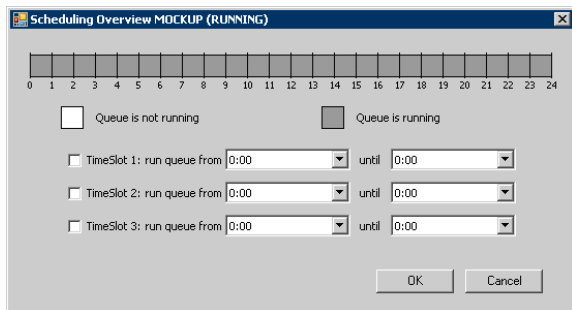 Scheduling Overview MOCKUP (RUNNING)
0 1 2 3 4 5 6 7 8 9 10 11 12 13 14 15 16 17 18 19 20 21 22 23 24
Queue is not running Queue is running
TimeSlot 1: run queue from 0:00 until 0:00
TimeSlot 2: run queue from 0:00 until 0:00
TimeSlot 3: run queue from 0:00 until 0:00
OK Cancel